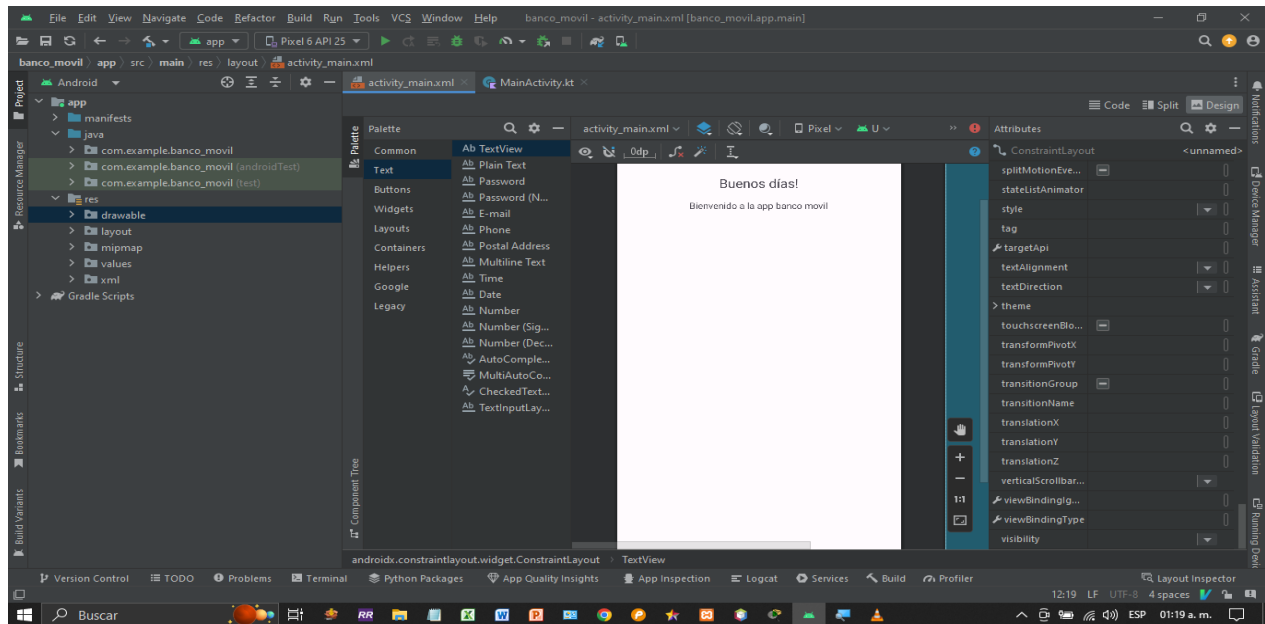 File Edit View Navigate Code Refactor Build Run Tools VCS Window Help banco_movil - activity_main.xml [banco_movil.app.main]
app Pixel 6 API 25
banco_movil app src main res layout activity_main.xml
Project
Resource Manager
Structure
Bookmarks
Build Variants
Android
app
manifests
java
com.example.banco_movil
com.example.banco_movil (androidTest)
com.example.banco_movil (test)
res
drawable
layout
mipmap
values
xml
Gradle Scripts
activity_main.xml MainActivity.kt
Code Split Design
Palette
Component Tree
Palette
Common
Text
Buttons
Widgets
Layouts
Containers
Helpers
Google
Legacy
Ab TextView
Ab Plain Text
Ab Password
Ab Password (N...
Ab E-mail
Ab Phone
Ab Postal Address
Ab Multiline Text
Ab Time
Ab Date
Ab Number
Ab Number (Sig...
Ab Number (Dec...
Ab AutoComple...
MultiAutoCo...
CheckedText...
Ab TextInputLay...
activity_main.xml Pixel U
0dp
Buenos días!
Bienvenido a la app banco movil
1:1
Attributes
ConstraintLayout <unnamed>
splitMotionEve...
stateListAnimator
style
tag
targetApi
textAlignment
textDirection
theme
touchscreenBlo...
transformPivotX
transformPivotY
transitionGroup
transitionName
translationX
translationY
translationZ
verticalScrollbar...
viewBindingIg...
viewBindingType
visibility
Notifications
Device Manager
Assistant
Gradle
Layout Validation
Running Devic
androidx.constraintlayout.widget.ConstraintLayout TextView
Version Control TODO Problems Terminal Python Packages App Quality Insights App Inspection Logcat Services Build Profiler Layout Inspector
12:19 LF UTF-8 4 spaces
Buscar RR ESP 01:19 a. m.